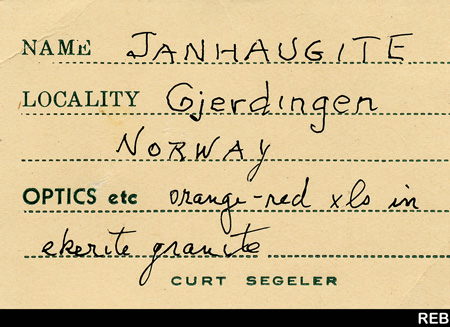 NAME JANHAUGITE
LOCALITY Gjerdingen
NORWAY
OPTICS etc orange-red xls in
ekerite granite
CURT SEGELER
REB